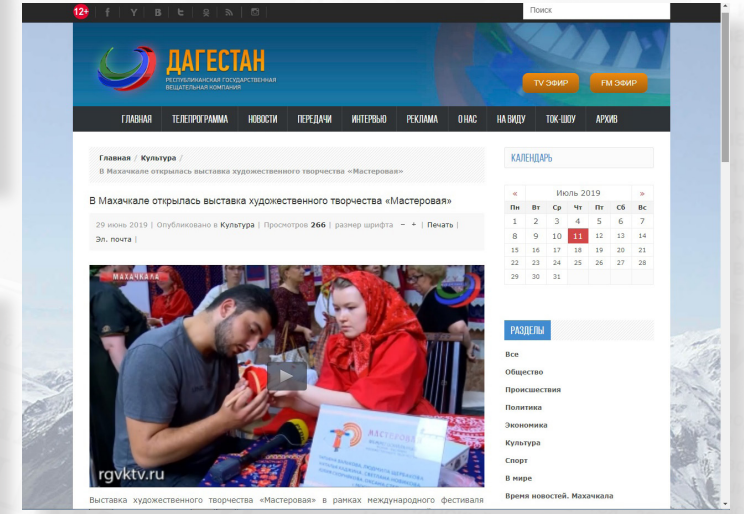 12+
Поиск
ДАГЕСТАН
РЕСПУБЛИКАНСКАЯ ГОСУДАРСТВЕННАЯ
ВЕЩАТЕЛЬНАЯ КОМПАНИЯ
TV ЭФИР FM ЭФИР
ГЛАВНАЯ ТЕЛЕПРОГРАММА НОВОСТИ ПЕРЕДАЧИ ИНТЕРВЬЮ РЕКЛАМА О НАС НА ВИДУ ТОК-ШОУ АРХИВ
Главная / Культура /
В Махачкале открылась выставка художественного творчества «Мастеровая»
В Махачкале открылась выставка художественного творчества «Мастеровая»
29 июнь 2019 | Опубликовано в Культура | Просмотров 266 | размер шрифта − + | Печать |
Эл. почта |
МАХАЧКАЛА
МАСТЕРОВАЯ
rgvktv.ru
Выставка художественного творчества «Мастеровая» в рамках международного фестиваля
КАЛЕНДАРЬ
« Июль 2019 »
Пн Вт Ср Чт Пт Сб Вс
1 2 3 4 5 6 7
8 9 10 11 12 13 14
15 16 17 18 19 20 21
22 23 24 25 26 27 28
29 30 31
РАЗДЕЛЫ
Все
Общество
Происшествия
Политика
Экономика
Культура
Спорт
В мире
Время новостей. Махачкала